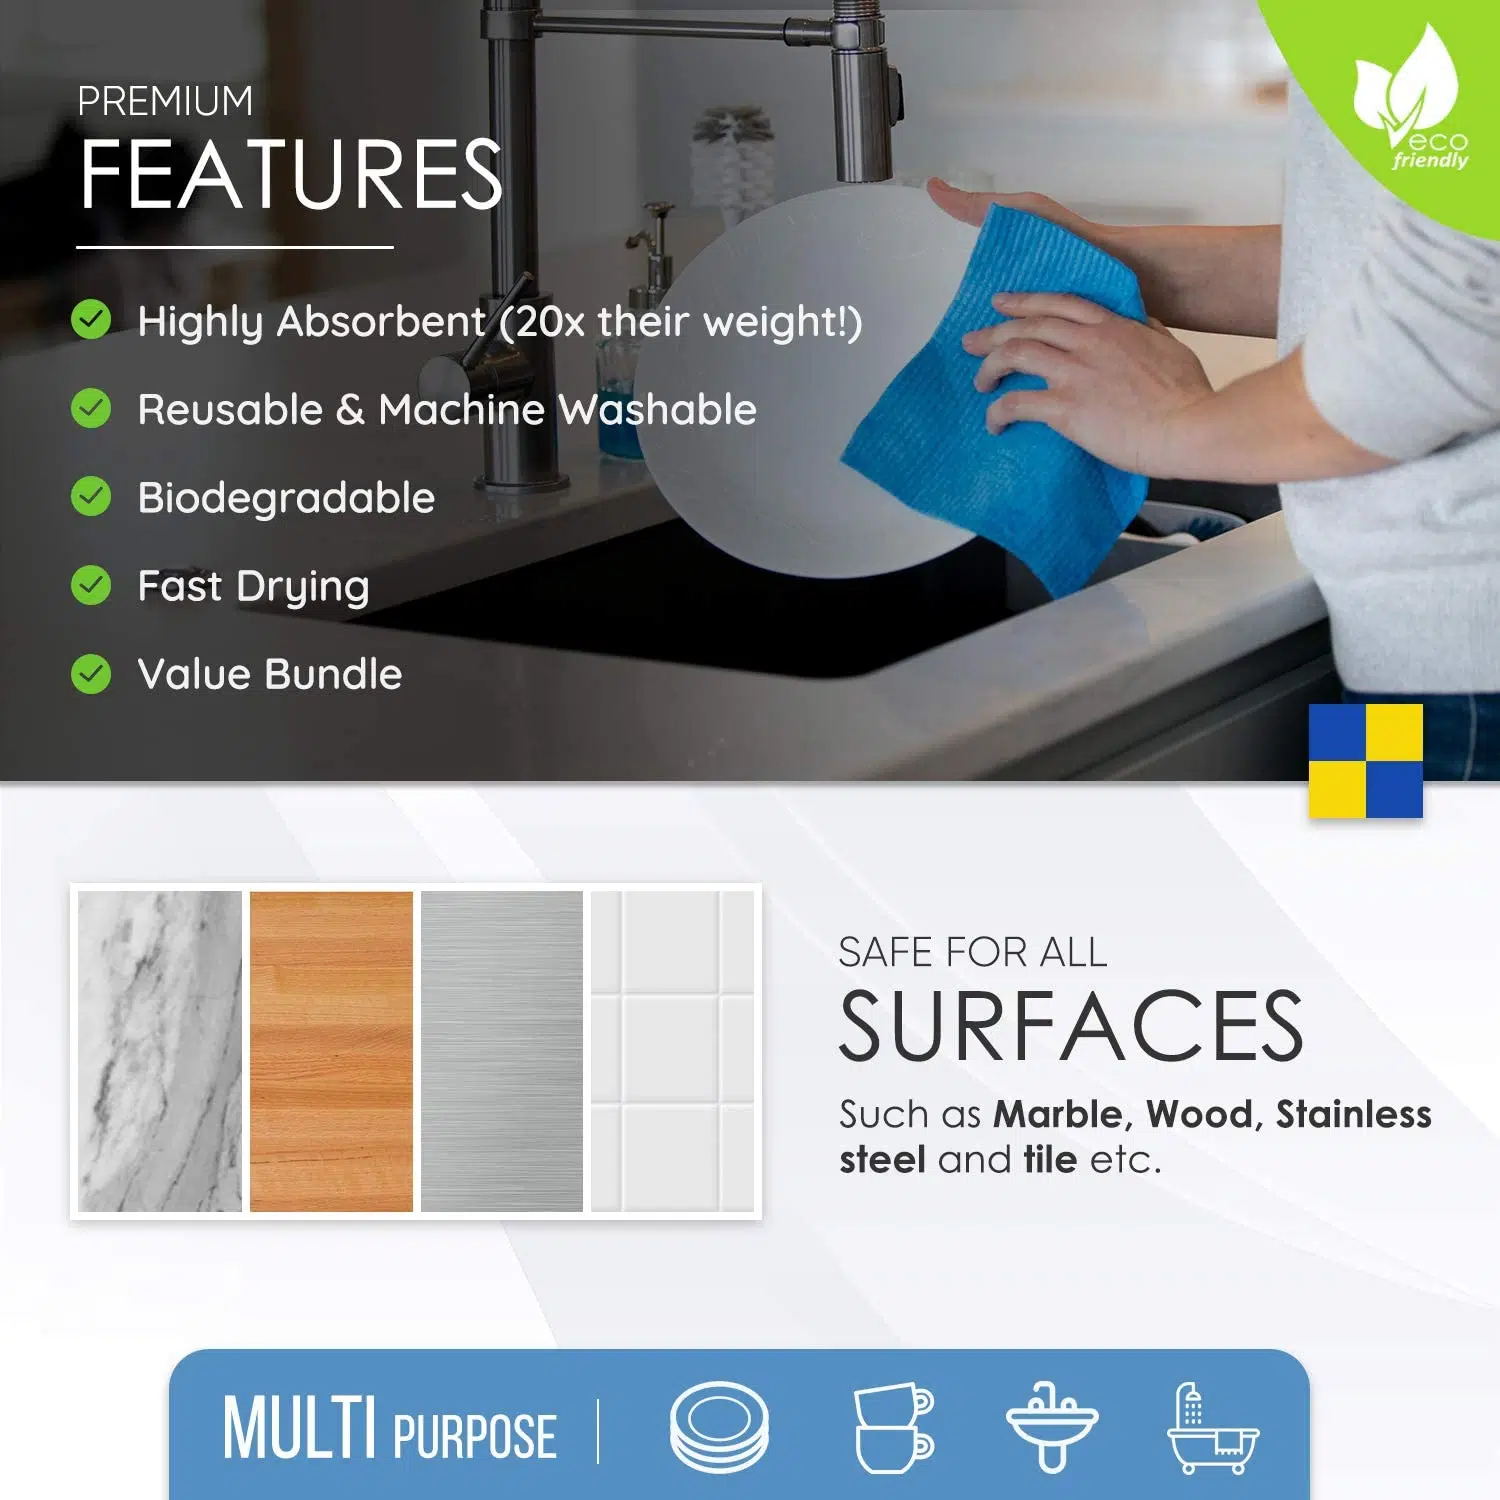 PREMIUM
FEATURES
eco
friendly
Highly Absorbent (20x their weight!)
Reusable & Machine Washable
Biodegradable
Fast Drying
Value Bundle
SAFE FOR ALL
SURFACES
Such as Marble, Wood, Stainless
steel and tile etc.
MULTI PURPOSE